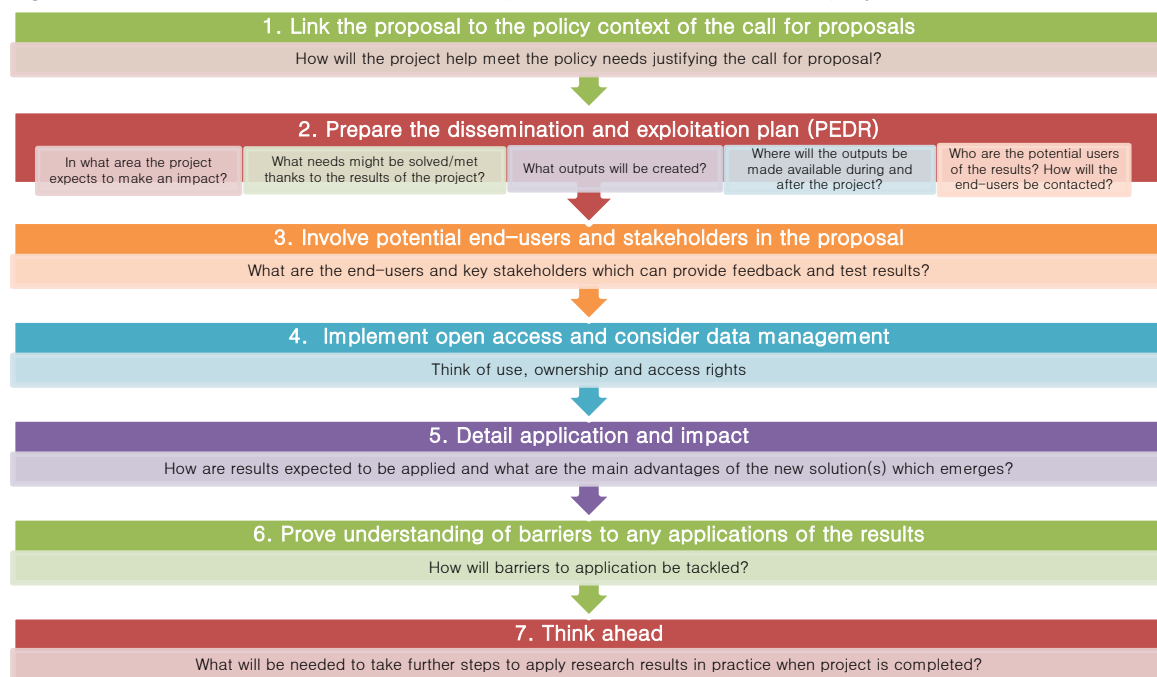 1. Link the proposal to the policy context of the call for proposals
How will the project help meet the policy needs justifying the call for proposal?
2. Prepare the dissemination and exploitation plan (PEDR)
In what area the project
expects to make an impact?
What needs might be solved/met
thanks to the results of the project?
What outputs will be created?
Where will the outputs be
made available during and
after the project?
Who are the potential users
of the results? How will the
end-users be contacted?
3. Involve potential end-users and stakeholders in the proposal
What are the end-users and key stakeholders which can provide feedback and test results?
4. Implement open access and consider data management
Think of use, ownership and access rights
5. Detail application and impact
How are results expected to be applied and what are the main advantages of the new solution(s) which emerges?
6. Prove understanding of barriers to any applications of the results
How will barriers to application be tackled?
7. Think ahead
What will be needed to take further steps to apply research results in practice when project is completed?